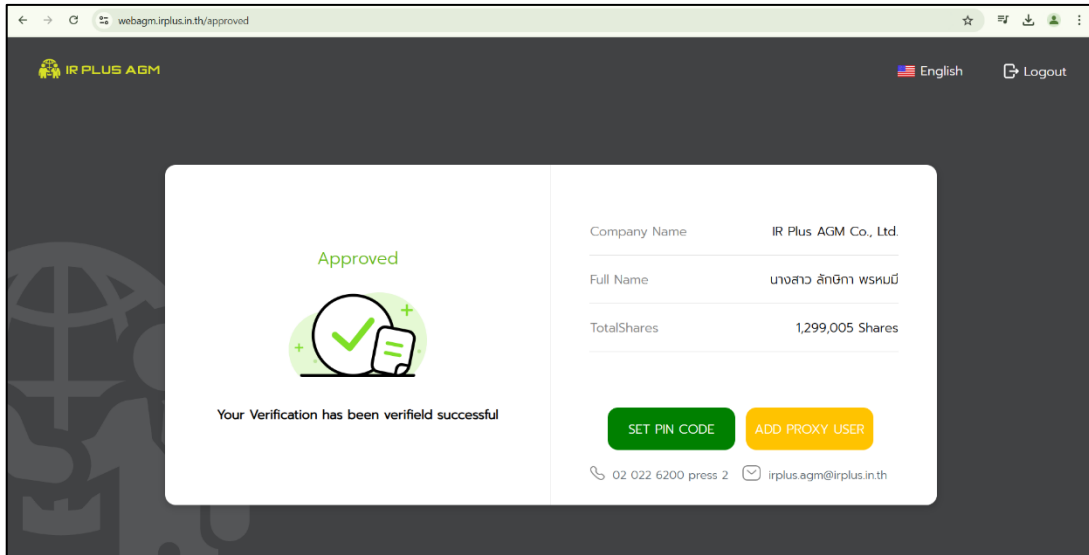 webagm.irplus.in.th/approved
IR PLUS AGM
English
Logout
Approved
Your Verification has been verifield successful
Company Name IR Plus AGM Co., Ltd.
Full Name นางสาว ลักษิกา พรหมมี
TotalShares 1,299,005 Shares
SET PIN CODE ADD PROXY USER
02 022 6200 press 2 irplus.agm@irplus.in.th